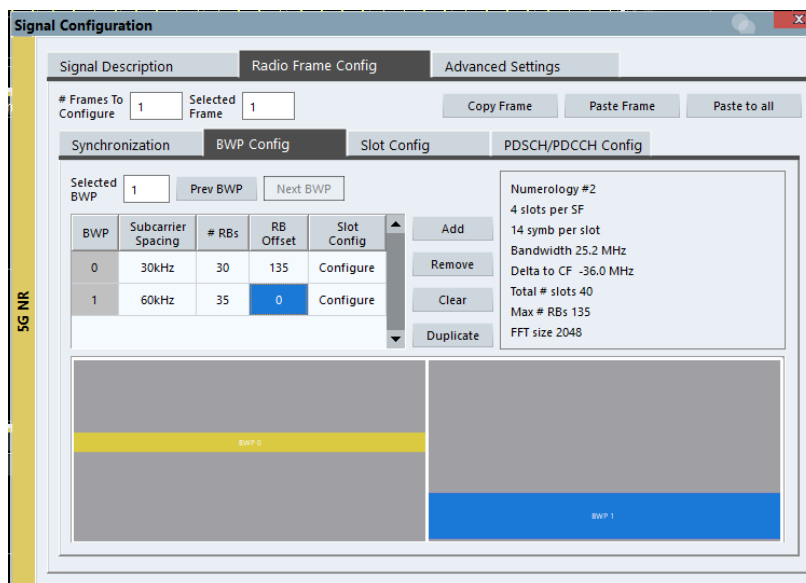 Signal Configuration
x
5G NR
Signal Description
Radio Frame Config
Advanced Settings
# Frames To
Configure
1
Selected
Frame
1
Copy Frame
Paste Frame
Paste to all
Synchronization
BWP Config
Slot Config
PDSCH/PDCCH Config
Selected
BWP
1
Prev BWP
Next BWP
BWP
Subcarrier
Spacing
# RBs
RB
Offset
Slot
Config
0
30kHz
30
135
Configure
1
60kHz
35
0
Configure
Add
Remove
Clear
Duplicate
Numerology #2
4 slots per SF
14 symb per slot
Bandwidth 25.2 MHz
Delta to CF -36.0 MHz
Total # slots 40
Max # RBs 135
FFT size 2048
BWP 0
BWP 1